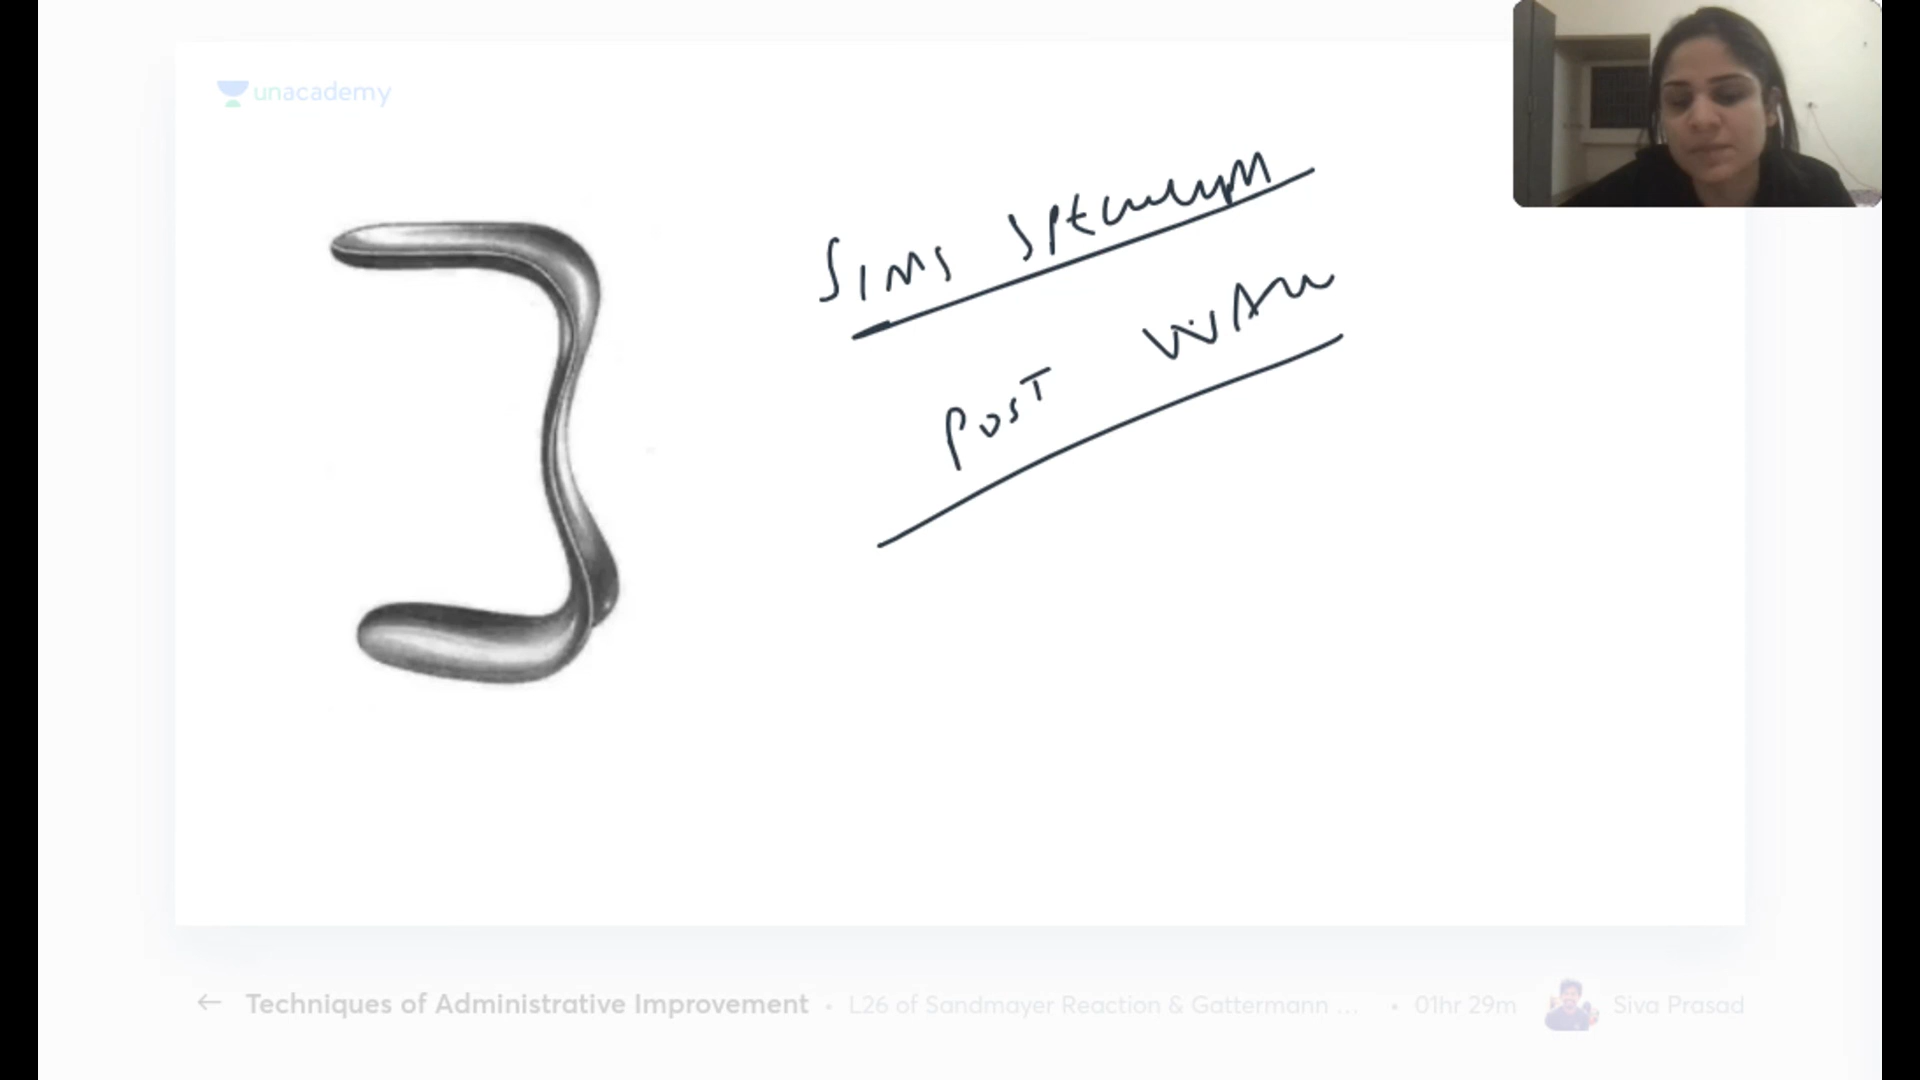 unacademy
Sims Speculum
Post Wall
Techniques of Administrative Improvement • L26 of Sandmayer Reaction & Gattermann ... • 01hr 29m Siva Prasad